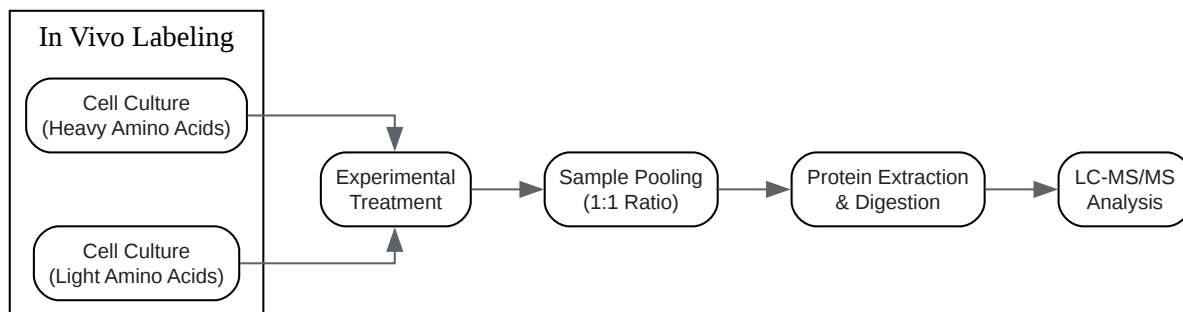 In Vivo Labeling
Cell Culture
(Heavy Amino Acids)
Cell Culture
(Light Amino Acids)
Experimental
Treatment
Sample Pooling
(1:1 Ratio)
Protein Extraction
& Digestion
LC-MS/MS
Analysis